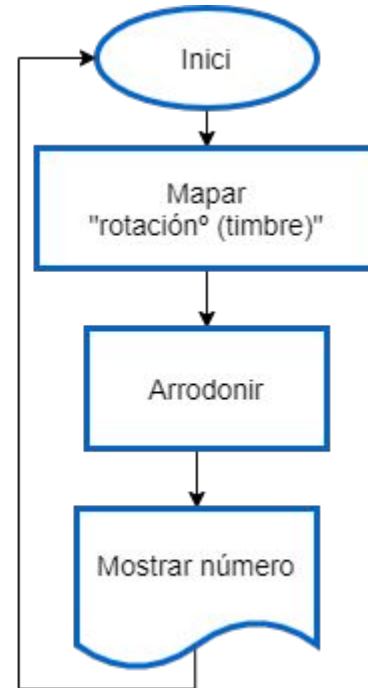 Inici
Mapar
"rotaciónº (timbre)"
Arrodonir
Mostrar número